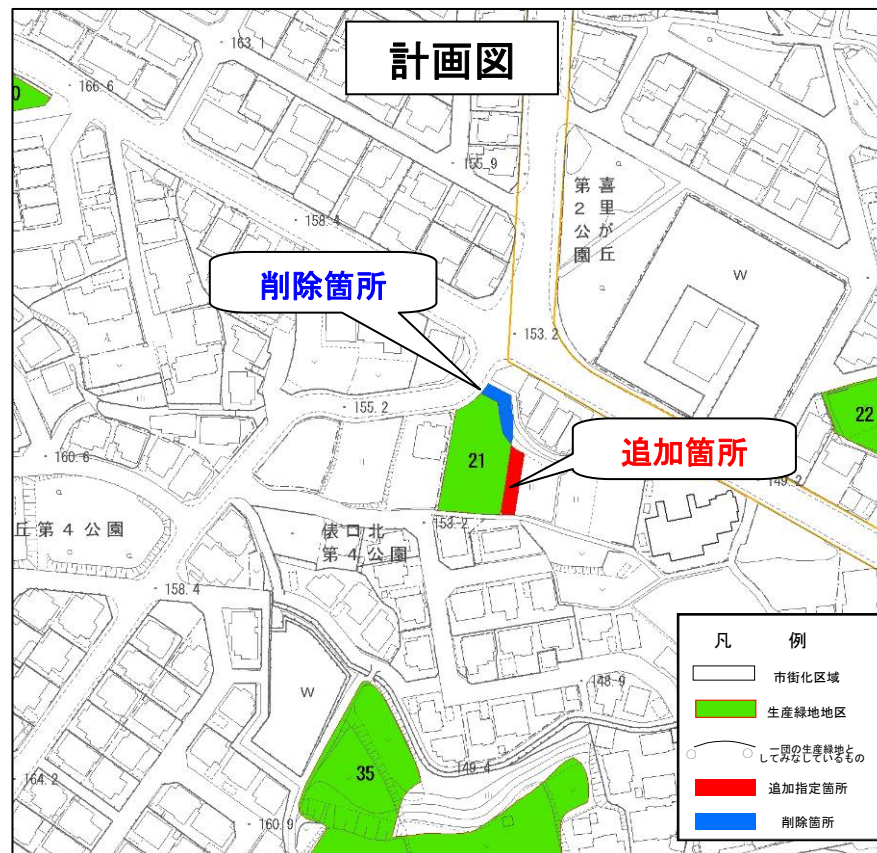 計画図
163.1
166.6
0
155.9
158.4
喜里が丘
第2公園
W
削除箇所
153.2
155.2
22
21
追加箇所
160.6
149.2
丘第4公園
153.2
俵口北
第4公園
158.4
凡 例
市街化区域
生産緑地地区
一団の生産緑地と
してみなしているもの
追加指定箇所
削除箇所
W
148.9
35
149.4
164.2
160.9